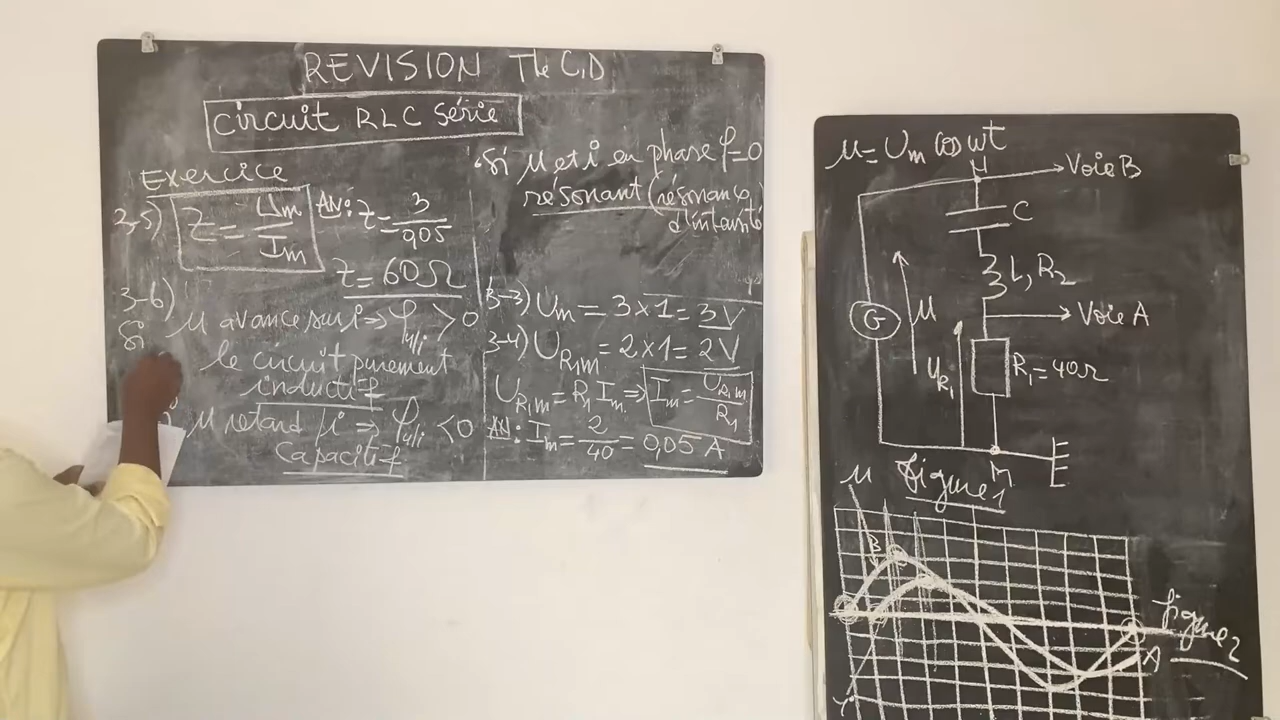 REVISION Tle C,D
Circuit RLC série
Exercice
3-5) Z = Um / Im AN: Z = 3 / 0,05
Z = 60 Ω
3-6)
Si u avance sur i ⇒ φu/i > 0
le circuit purement
inductif
u retard / i ⇒ φu/i < 0
Capacitif
• Si u et i en phase φ=0
résonant (résonance
d'intensité
3-3) Um = 3×1 = 3V
3-4) UR1m = 2×1 = 2V
UR1m = R1 Im ⇒ Im = UR1m / R1
AN: Im = 2 / 40 = 0,05 A
u = Um cos wt
M
Voie B
C
L, R2
G
u
Voie A
uR1
R1 = 40Ω
m
figure 1
u
B
figure 2
A